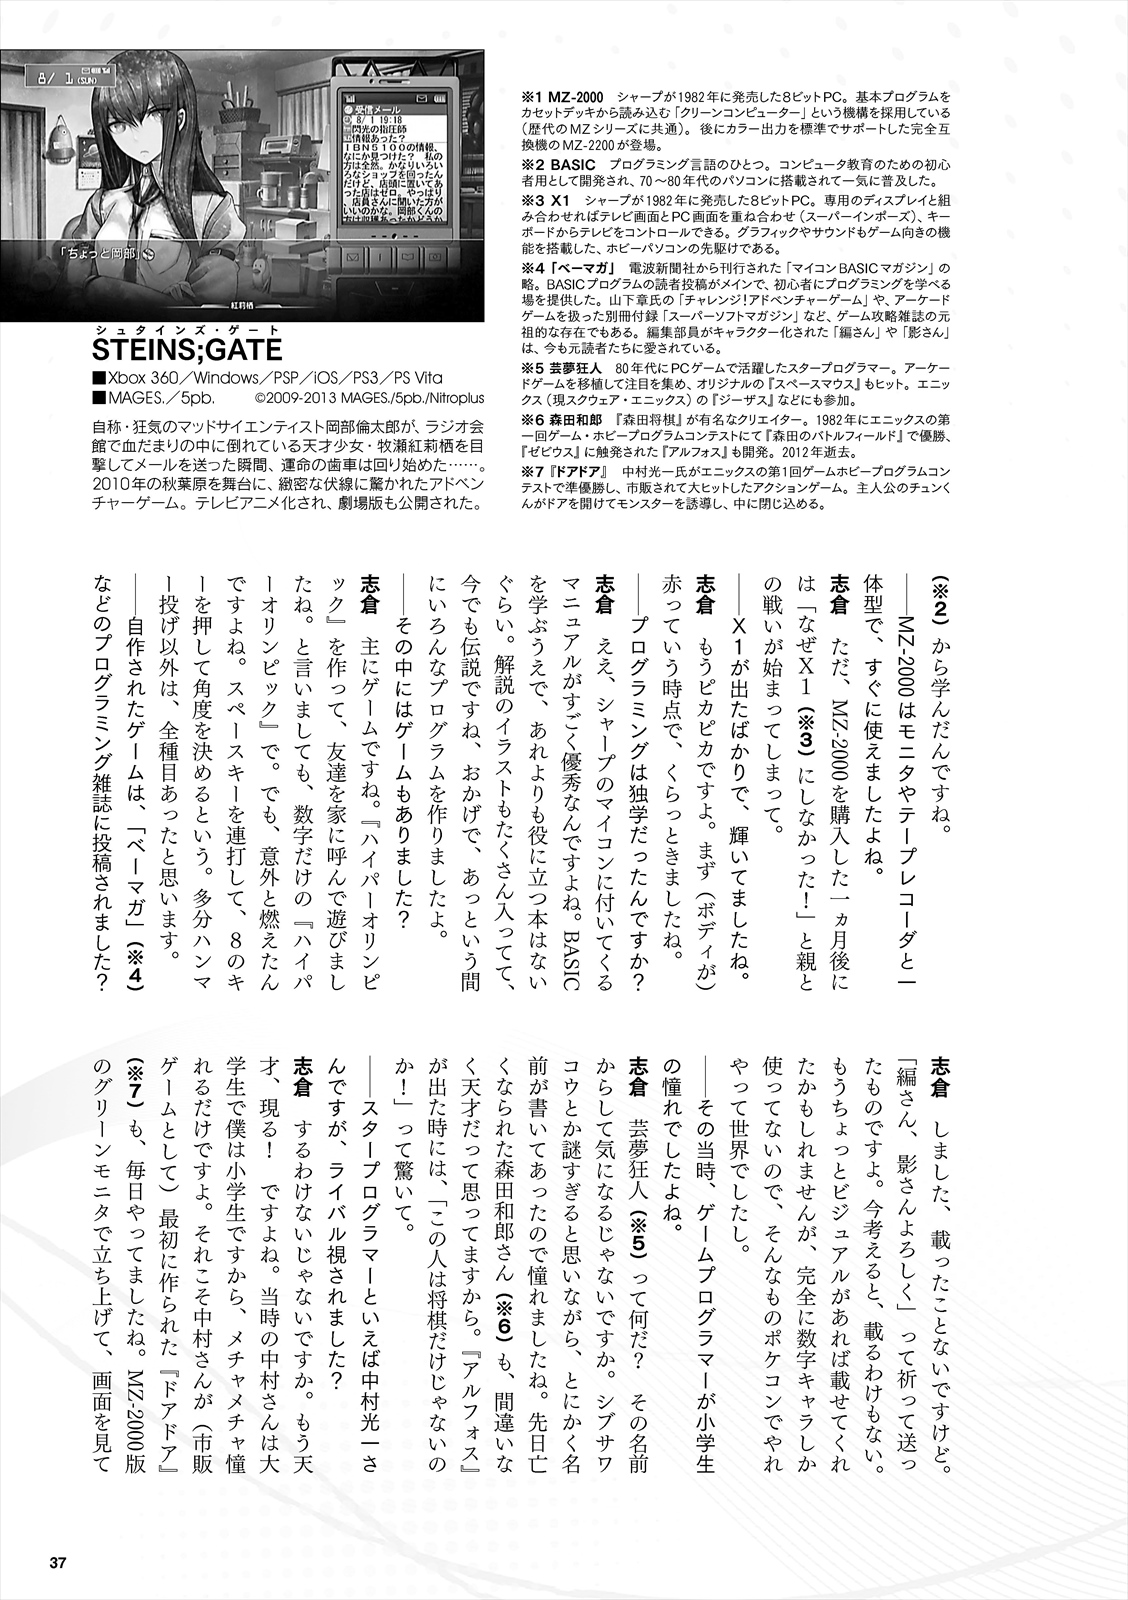 8/ 1(SUN)
受信メール
8/ 1 19:18
閃光の指圧師
情報あった?
IBN5100の情報、
なにか見つけた? 私の
方は全然。かなりいろい
ろなショップを回ったん
だけど、店頭に置いてあ
った店はゼロ。やっぱり
、店員さんに聞いた方が
いいのかな。岡部くんの
「ちょっと岡部」
紅莉栖
シュタインズ・ゲート
STEINS;GATE
■Xbox 360／Windows／PSP／iOS／PS3／PS Vita
■MAGES.／5pb. ©2009-2013 MAGES./5pb./Nitroplus
自称・狂気のマッドサイエンティスト岡部倫太郎が、ラジオ会
館で血だまりの中に倒れている天才少女・牧瀬紅莉栖を目
撃してメールを送った瞬間、運命の歯車は回り始めた……。
2010年の秋葉原を舞台に、緻密な伏線に驚かれたアドベン
チャーゲーム。テレビアニメ化され、劇場版も公開された。
※1 MZ-2000 シャープが1982年に発売した8ビットPC。基本プログラムを
カセットデッキから読み込む「クリーンコンピューター」という機構を採用している
（歴代のMZシリーズに共通）。後にカラー出力を標準でサポートした完全互
換機のMZ-2200が登場。
※2 BASIC プログラミング言語のひとつ。コンピュータ教育のための初心
者用として開発され、70〜80年代のパソコンに搭載されて一気に普及した。
※3 X1 シャープが1982年に発売した8ビットPC。専用のディスプレイと組
み合わせればテレビ画面とPC画面を重ね合わせ（スーパーインポーズ）、キー
ボードからテレビをコントロールできる。グラフィックやサウンドもゲーム向きの機
能を搭載した、ホビーパソコンの先駆けである。
※4「ベーマガ」 電波新聞社から刊行された「マイコンBASICマガジン」の
略。BASICプログラムの読者投稿がメインで、初心者にプログラミングを学べる
場を提供した。山下章氏の「チャレンジ!アドベンチャーゲーム」や、アーケード
ゲームを扱った別冊付録「スーパーソフトマガジン」など、ゲーム攻略雑誌の元
祖的な存在でもある。編集部員がキャラクター化された「編さん」や「影さん」
は、今も元読者たちに愛されている。
※5 芸夢狂人 80年代にPCゲームで活躍したスタープログラマー。アーケー
ドゲームを移植して注目を集め、オリジナルの『スペースマウス』もヒット。エニッ
クス（現スクウェア・エニックス）の『ジーザス』などにも参加。
※6 森田和郎 『森田将棋』が有名なクリエイター。1982年にエニックスの第
一回ゲーム・ホビープログラムコンテストにて『森田のバトルフィールド』で優勝、
『ゼビウス』に触発された『アルフォス』も開発。2012年逝去。
※7『ドアドア』 中村光一氏がエニックスの第1回ゲームホビープログラムコン
テストで準優勝し、市販されて大ヒットしたアクションゲーム。主人公のチュンく
んがドアを開けてモンスターを誘導し、中に閉じ込める。
（※2）から学んだんですね。
――MZ-2000はモニタやテープレコーダと一
体型で、すぐに使えましたよね。
志倉 ただ、MZ-2000を購入した一ヵ月後に
は「なぜX1（※3）にしなかった！」と親と
の戦いが始まってしまって。
――X1が出たばかりで、輝いてましたね。
志倉 もうピカピカですよ。まず（ボディが）
赤っていう時点で、くらっときましたね。
――プログラミングは独学だったんですか？
志倉 ええ、シャープのマイコンに付いてくる
マニュアルがすごく優秀なんですよね。BASIC
を学ぶうえで、あれよりも役に立つ本はない
ぐらい。解説のイラストもたくさん入ってて、
今でも伝説ですね、おかげで、あっという間
にいろんなプログラムを作りましたよ。
――その中にはゲームもありました？
志倉 主にゲームですね。『ハイパーオリンピ
ック』を作って、友達を家に呼んで遊びまし
たね。と言いましても、数字だけの『ハイパ
ーオリンピック』で。でも、意外と燃えたん
ですよね。スペースキーを連打して、8のキ
ーを押して角度を決めるという。多分ハンマ
ー投げ以外は、全種目あったと思います。
――自作されたゲームは、「ベーマガ」（※4）
などのプログラミング雑誌に投稿されました？
志倉 しました、載ったことないですけど。
「編さん、影さんよろしく」って祈って送っ
たものですよ。今考えると、載るわけもない。
もうちょっとビジュアルがあれば載せてくれ
たかもしれませんが、完全に数字キャラしか
使ってないので、そんなものポケコンでやれ
やって世界でしたし。
――その当時、ゲームプログラマーが小学生
の憧れでしたよね。
志倉 芸夢狂人（※5）って何だ？ その名前
からして気になるじゃないですか。シブサワ
コウとか謎すぎると思いながら、とにかく名
前が書いてあったので憧れましたね。先日亡
くなられた森田和郎さん（※6）も、間違いな
く天才だって思ってますから。『アルフォス』
が出た時には、「この人は将棋だけじゃないの
か！」って驚いて。
――スタープログラマーといえば中村光一さ
んですが、ライバル視されました？
志倉 するわけないじゃないですか。もう天
才、現る！ ですよね。当時の中村さんは大
学生で僕は小学生ですから、メチャメチャ憧
れるだけですよ。それこそ中村さんが（市販
ゲームとして）最初に作られた『ドアドア』
（※7）も、毎日やってましたね。MZ-2000版
のグリーンモニタで立ち上げて、画面を見て
37